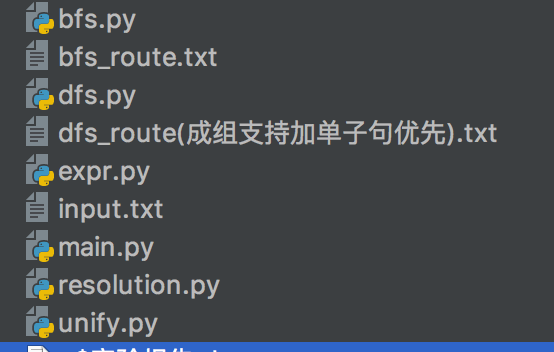 bfs.py
bfs_route.txt
dfs.py
dfs_route(成组支持加单子句优先).txt
expr.py
input.txt
main.py
resolution.py
unify.py